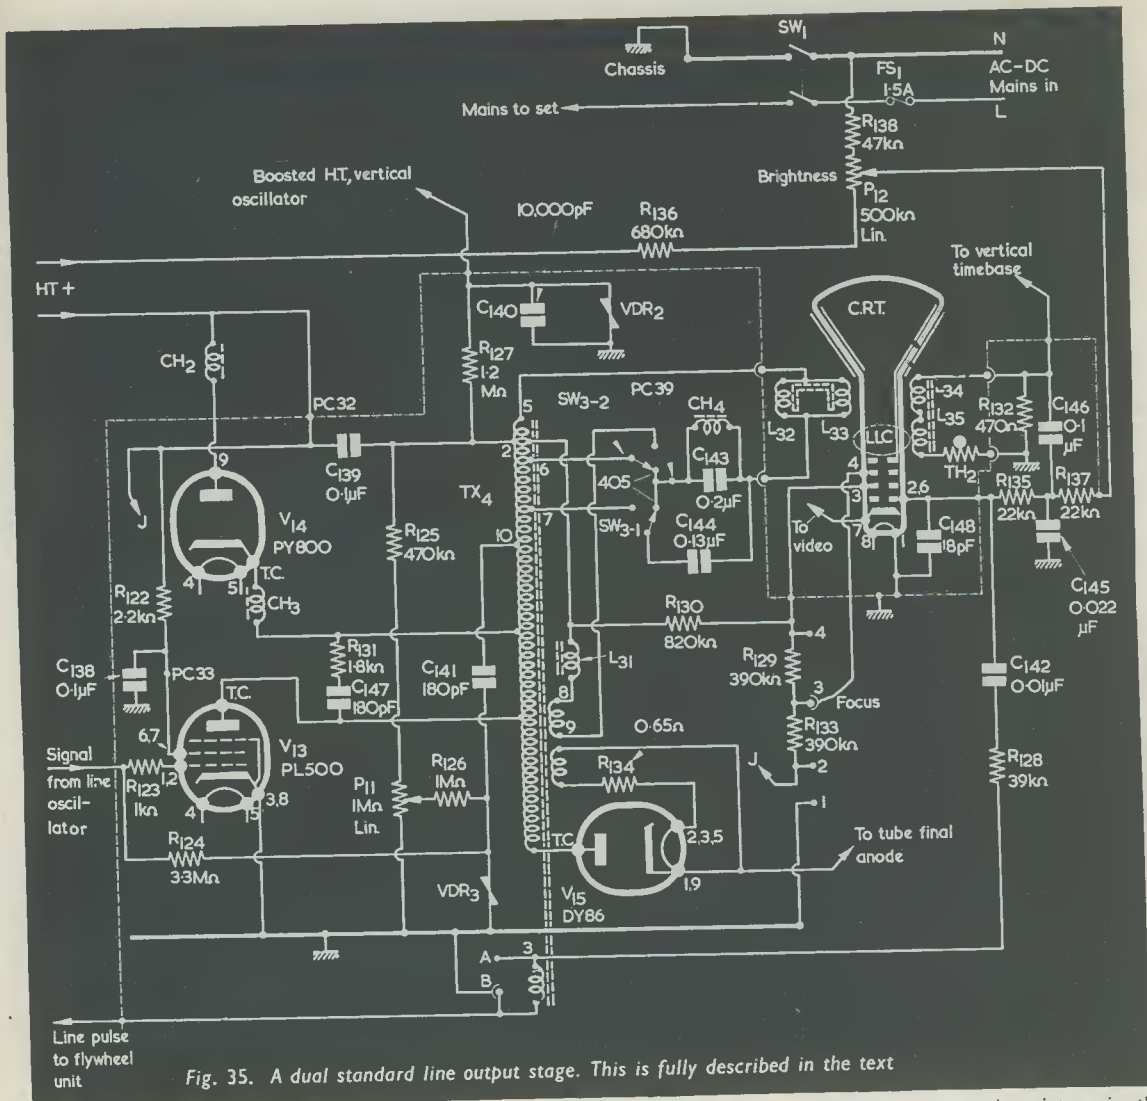 SW1
N
Chassis
FS1
1·5A
AC-DC
Mains in
Mains to set
L
R138
47kΩ
Boosted H.T, vertical
oscillator
Brightness
P12
500kΩ
Lin.
10,000pF
R136
680kΩ
To vertical
timebase
HT +
C140
VDR2
C.R.T.
CH2
R127
1·2
MΩ
PC32
SW3-2
PC39
CH4
L32
L33
L34
L35
R132
470Ω
C146
0·1
µF
5
2
6
9
C139
0·1µF
405
C143
0·2µF
LLC
4
3
2,6
TH2
R135
22kΩ
R137
22kΩ
TX4
7
SW3-1
C144
0·13µF
J
V14
PY800
R125
470kΩ
10
To
video
7
8
1
C148
18pF
4
5
T.C.
R122
2·2kΩ
CH3
C145
0·022
µF
R130
820kΩ
4
R131
1·8kΩ
C141
180pF
L31
R129
390kΩ
C142
0·01µF
C138
0·1µF
PC33
T.C.
C147
180pF
8
3
Focus
9
0·65Ω
R133
390kΩ
6,7
V13
PL500
Signal
from line
oscil-
lator
1,2
R123
1kΩ
3,8
4
5
P11
1MΩ
Lin.
R126
1MΩ
R134
J
2
R128
39kΩ
1
R124
3·3MΩ
T.C.
2,3,5
To tube final
anode
VDR3
V15
DY86
1,9
A
3
B
Line pulse
to flywheel
unit
Fig. 35. A dual standard line output stage. This is fully described in the text